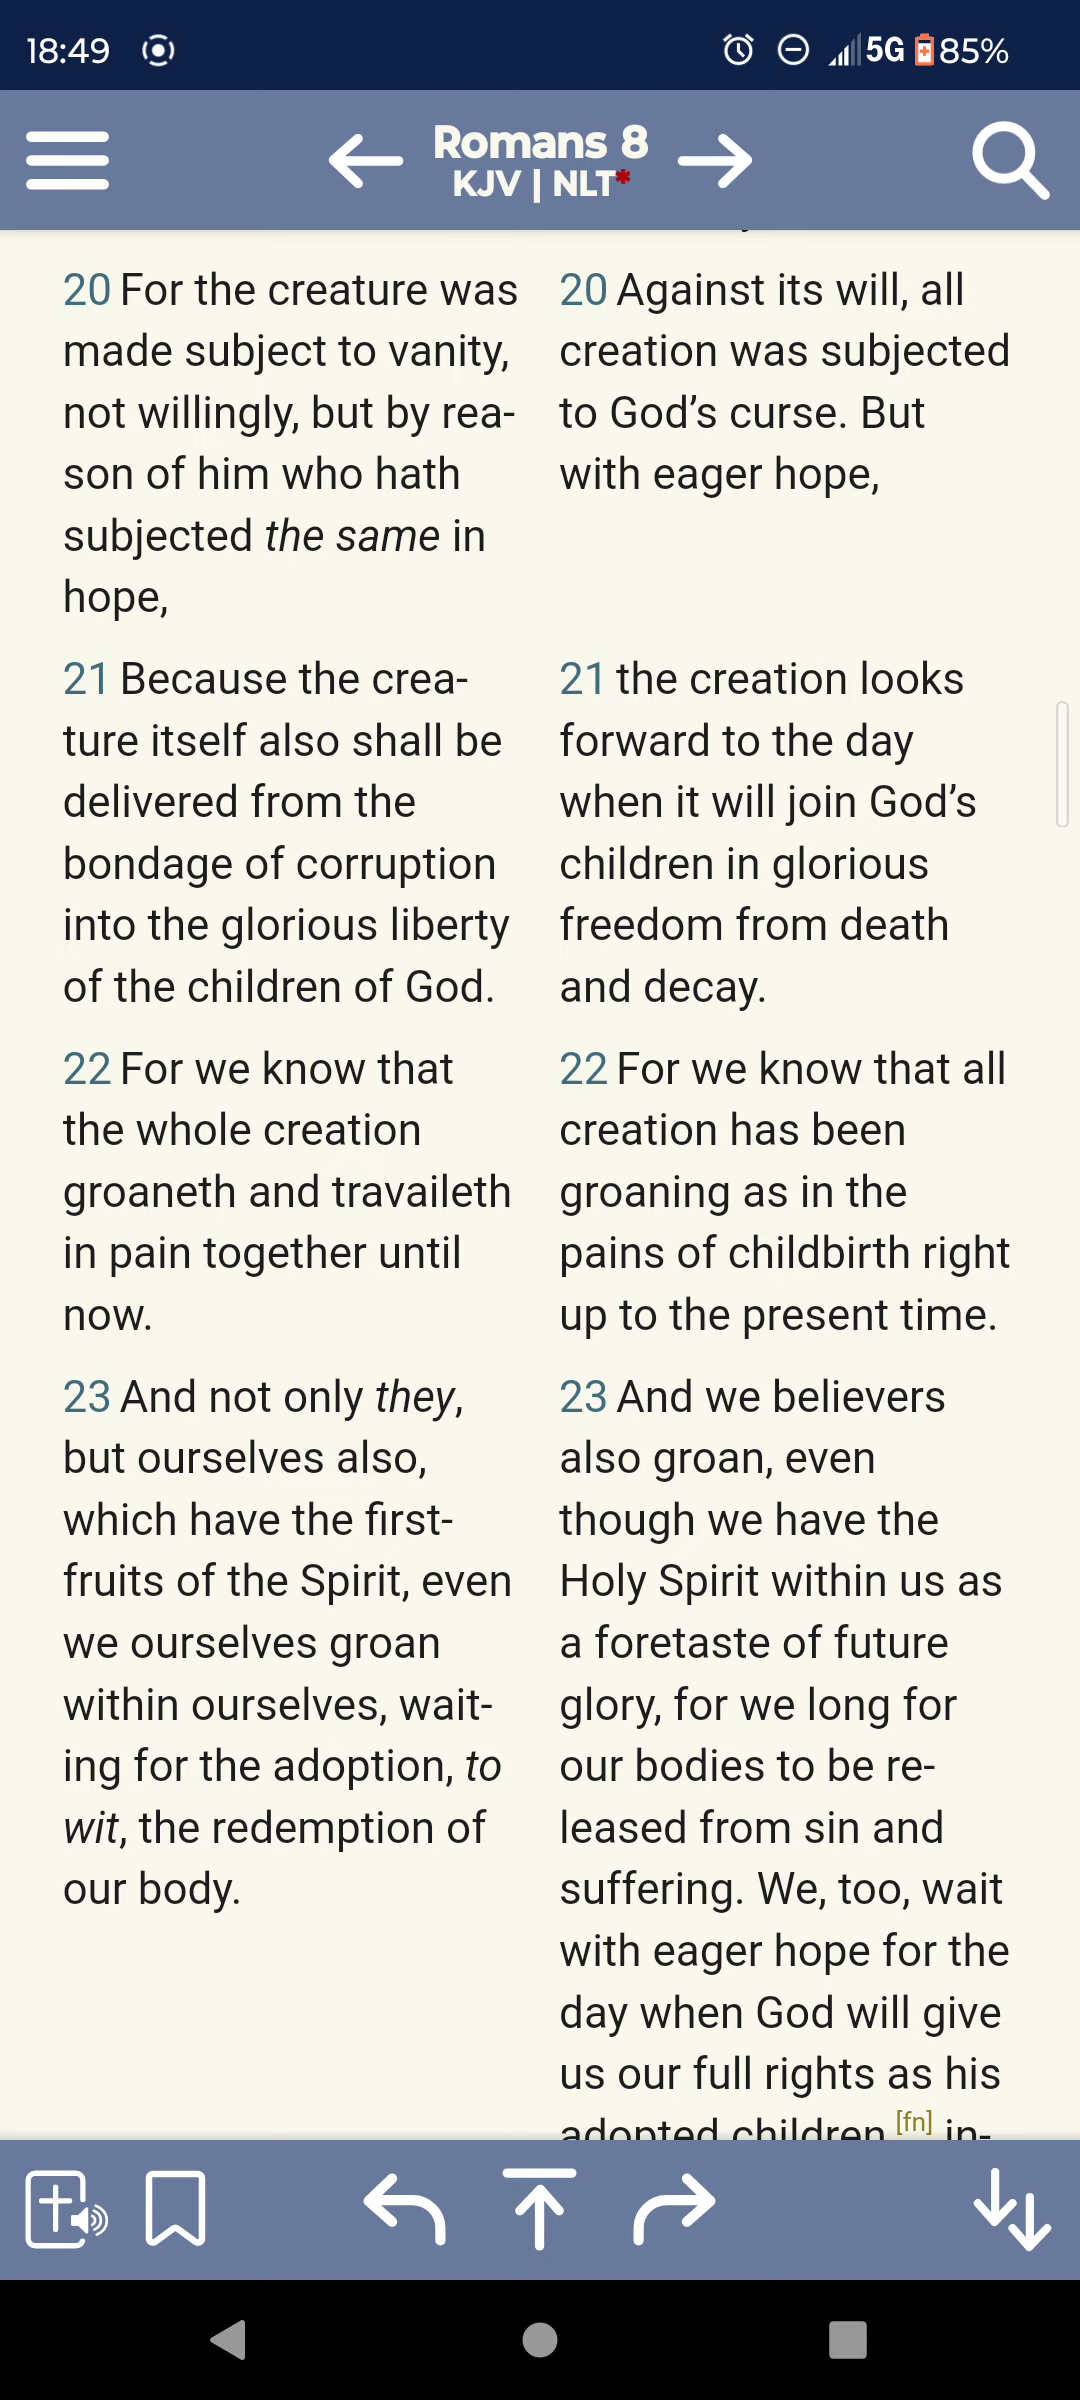 18:49
5G 85%
Romans 8
KJV | NLT*
20 For the creature was
made subject to vanity,
not willingly, but by rea-
son of him who hath
subjected the same in
hope,
20 Against its will, all
creation was subjected
to God’s curse. But
with eager hope,
21 Because the crea-
ture itself also shall be
delivered from the
bondage of corruption
into the glorious liberty
of the children of God.
21 the creation looks
forward to the day
when it will join God’s
children in glorious
freedom from death
and decay.
22 For we know that
the whole creation
groaneth and travaileth
in pain together until
now.
22 For we know that all
creation has been
groaning as in the
pains of childbirth right
up to the present time.
23 And not only they,
but ourselves also,
which have the first-
fruits of the Spirit, even
we ourselves groan
within ourselves, wait-
ing for the adoption, to
wit, the redemption of
our body.
23 And we believers
also groan, even
though we have the
Holy Spirit within us as
a foretaste of future
glory, for we long for
our bodies to be re-
leased from sin and
suffering. We, too, wait
with eager hope for the
day when God will give
us our full rights as his
adopted children,[fn] in-